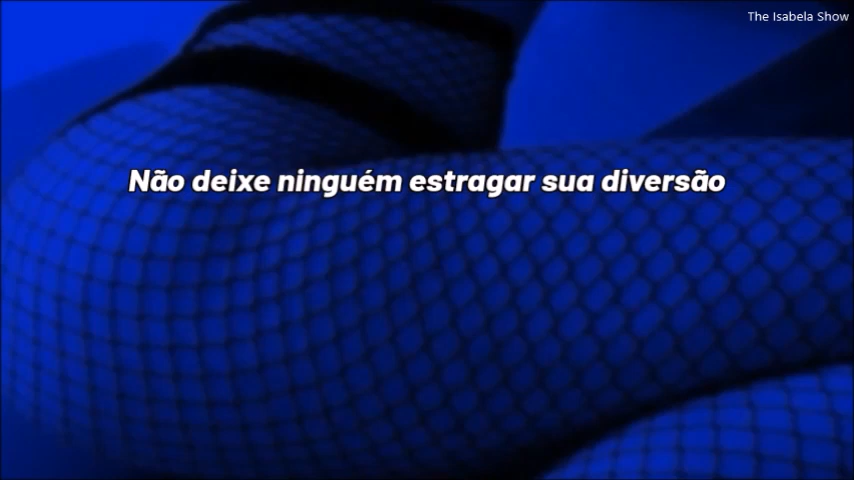 The Isabela Show
Não deixe ninguém estragar sua diversão